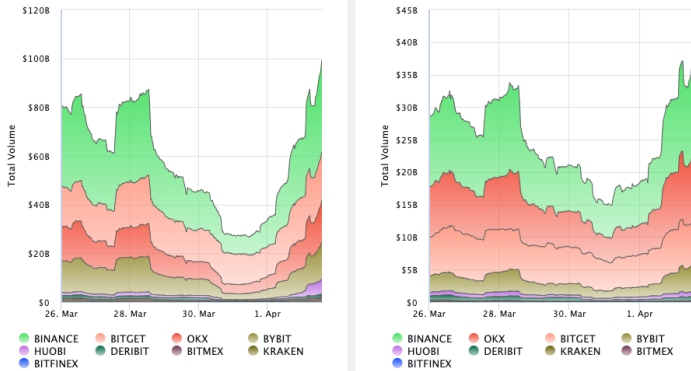 $120B
$100B
$80B
$60B
$40B
$20B
$0
Total Volume
26. Mar 28. Mar 30. Mar 1. Apr
BINANCE BITGET OKX BYBIT
HUOBI DERIBIT BITMEX KRAKEN
BITFINEX
$45B
$40B
$35B
$30B
$25B
$20B
$15B
$10B
$5B
$0
Total Volume
26. Mar 28. Mar 30. Mar 1. Apr
BINANCE OKX BITGET BYBIT
HUOBI DERIBIT KRAKEN BITMEX
BITFINEX